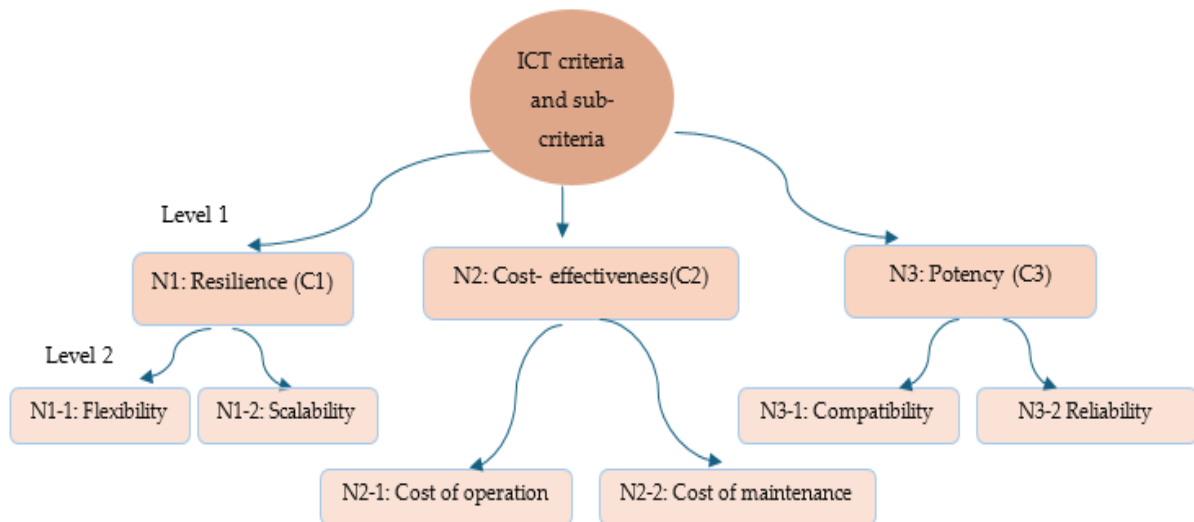 ICT criteria
and sub-
criteria
Level 1
N1: Resilience (C1)
N2: Cost- effectiveness(C2)
N3: Potency (C3)
Level 2
N1-1: Flexibility
N1-2: Scalability
N3-1: Compatibility
N3-2 Reliability
N2-1: Cost of operation
N2-2: Cost of maintenance